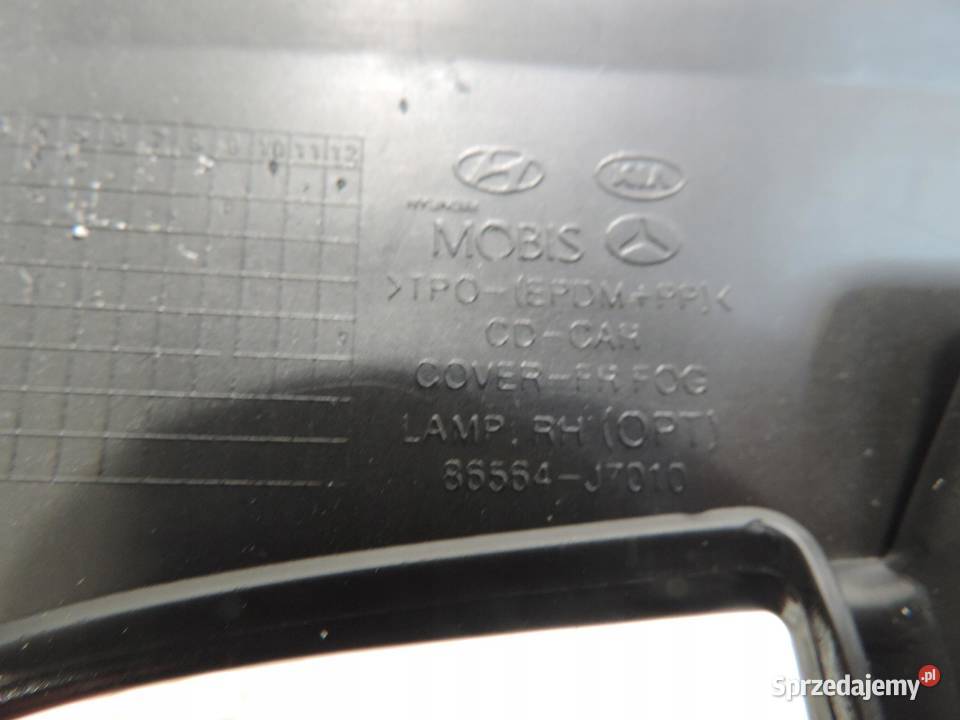 10 11 12
HYUNDAI
KIA
MOBIS
>TPO-(EPDM+PP)<
CD-CAR
COVER-FR FOG
LAMP, RH (OPT)
86564-J7010
Sprzedajemy.pl